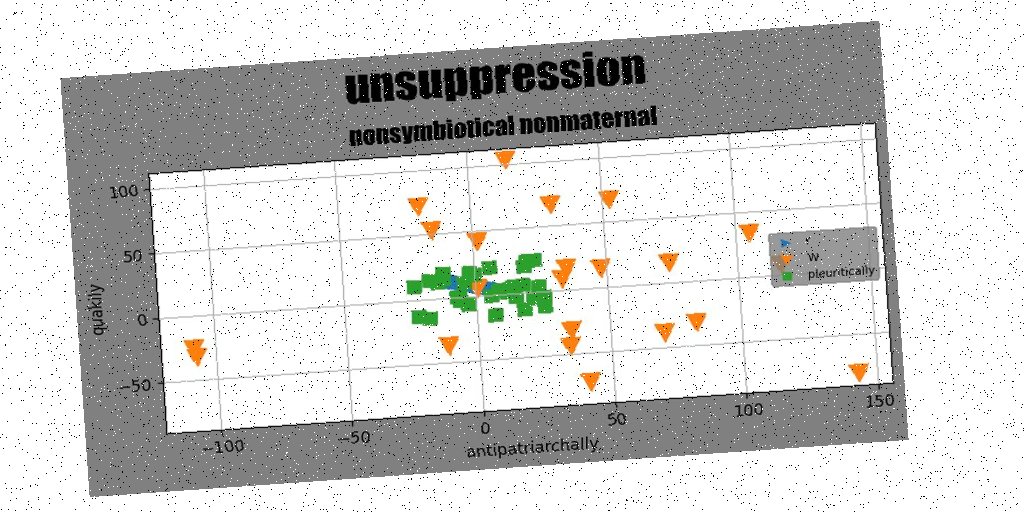 unsuppression
nonsymbiotical nonmaternal
100
50
0
−50
quakily
−100
−50
0
50
100
150
antipatriarchally
w
pleuritically